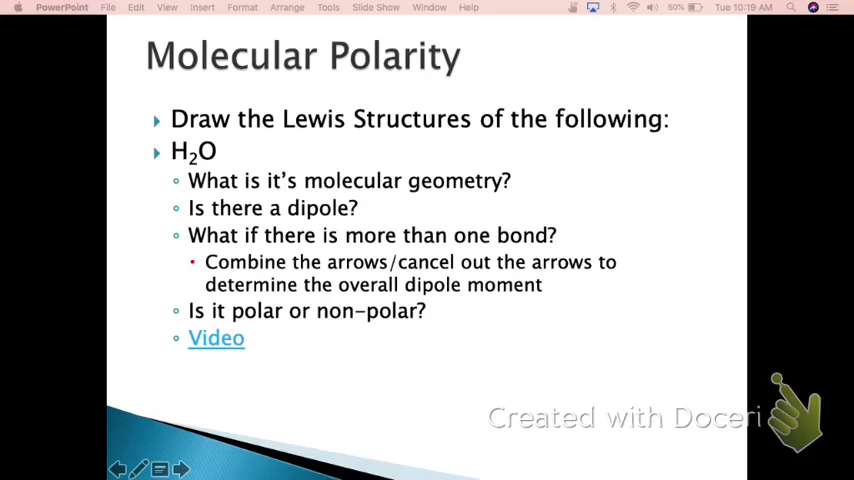 PowerPoint File Edit View Insert Format Arrange Tools Slide Show Window Help 50% Tue 10:19 AM
Molecular Polarity
Draw the Lewis Structures of the following:
H₂O
What is it's molecular geometry?
Is there a dipole?
What if there is more than one bond?
Combine the arrows/cancel out the arrows to
determine the overall dipole moment
Is it polar or non-polar?
Video
Created with Doceri